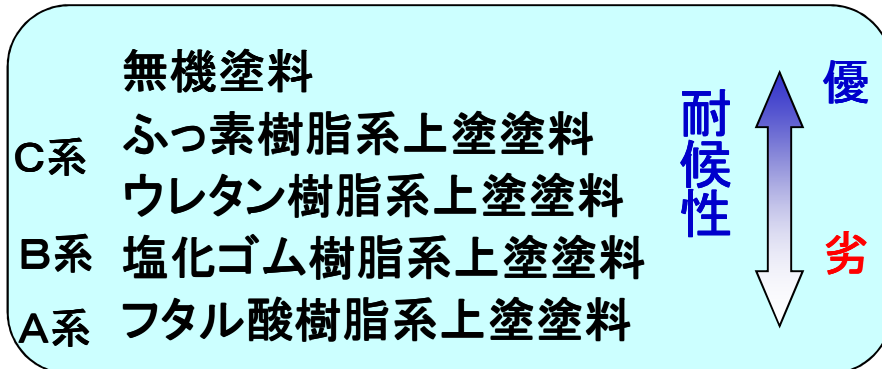 無機塗料
C系 ふっ素樹脂系上塗塗料
ウレタン樹脂系上塗塗料
B系 塩化ゴム樹脂系上塗塗料
A系 フタル酸樹脂系上塗塗料
耐候性
優
劣